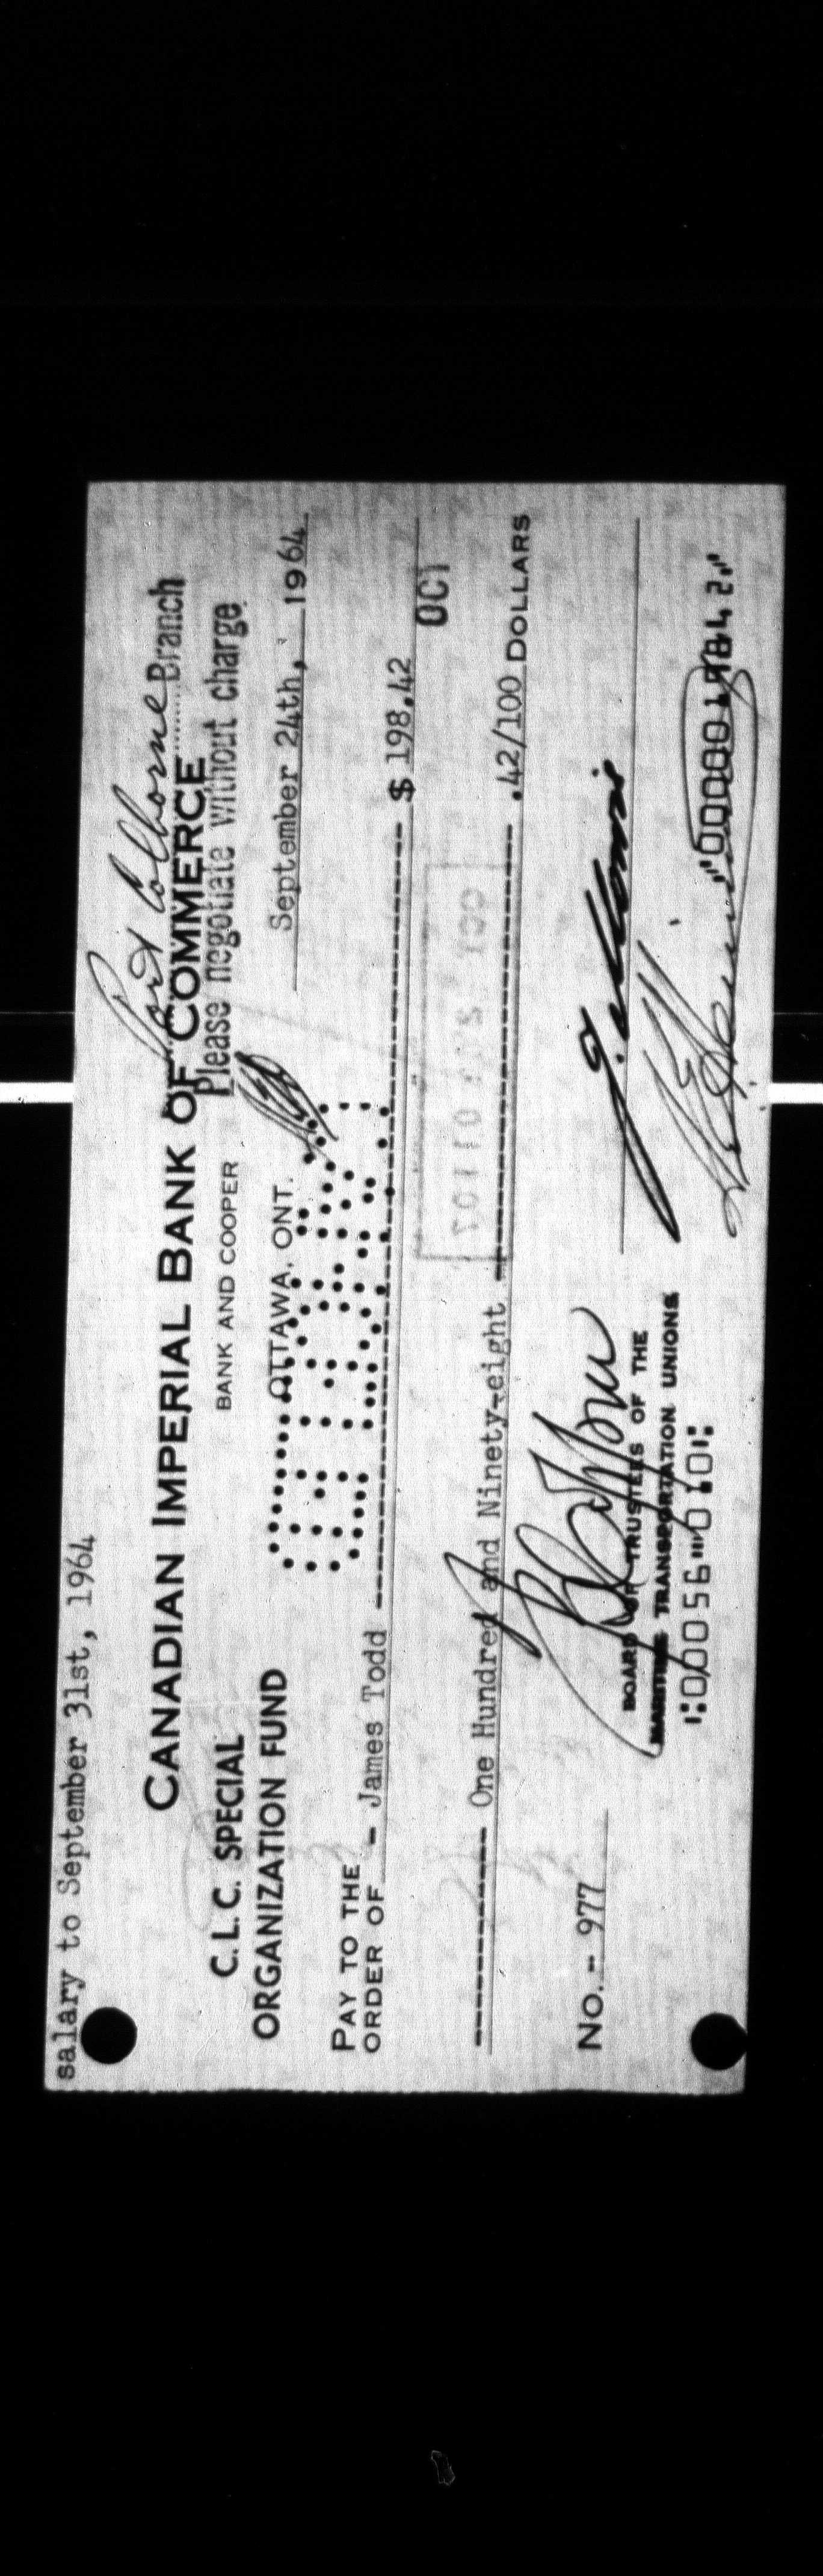 salary to September 31st, 1964
Port Colborne Branch
CANADIAN IMPERIAL BANK OF COMMERCE
Please negotiate without charge
BANK AND COOPER
C.L.C. SPECIAL
ORGANIZATION FUND
OTTAWA, ONT.
September 24th, 1964
PAY TO THE
ORDER OF - James Todd ---------- $ 198.42
OCT
---------- One Hundred and Ninety-eight ---------- .42/100 DOLLARS
NO. - 977
BOARD OF TRUSTEES OF THE
MARITIME TRANSPORTATION UNIONS
⑆00056⑉010⑆